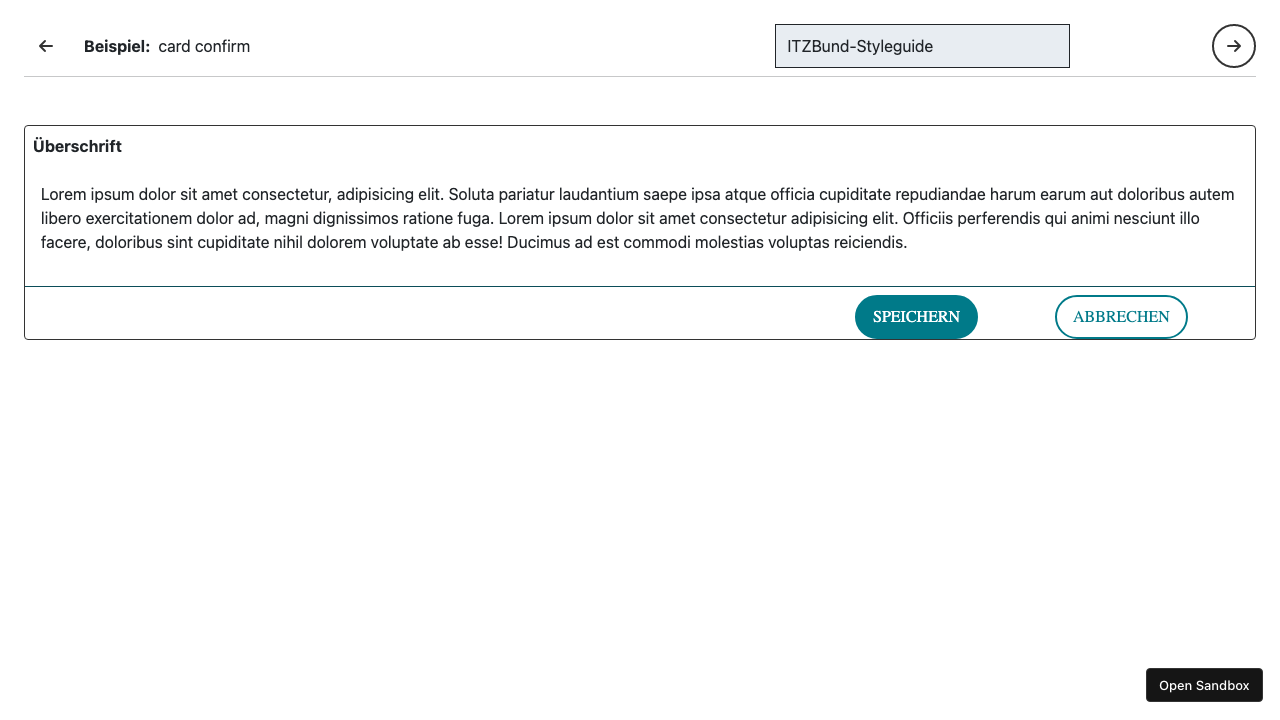 Beispiel: card confirm
ITZBund-Styleguide
Überschrift
Lorem ipsum dolor sit amet consectetur, adipisicing elit. Soluta pariatur laudantium saepe ipsa atque officia cupiditate repudiandae harum earum aut doloribus autem
libero exercitationem dolor ad, magni dignissimos ratione fuga. Lorem ipsum dolor sit amet consectetur adipisicing elit. Officiis perferendis qui animi nesciunt illo
facere, doloribus sint cupiditate nihil dolorem voluptate ab esse! Ducimus ad est commodi molestias voluptas reiciendis.
SPEICHERN
ABBRECHEN
Open Sandbox